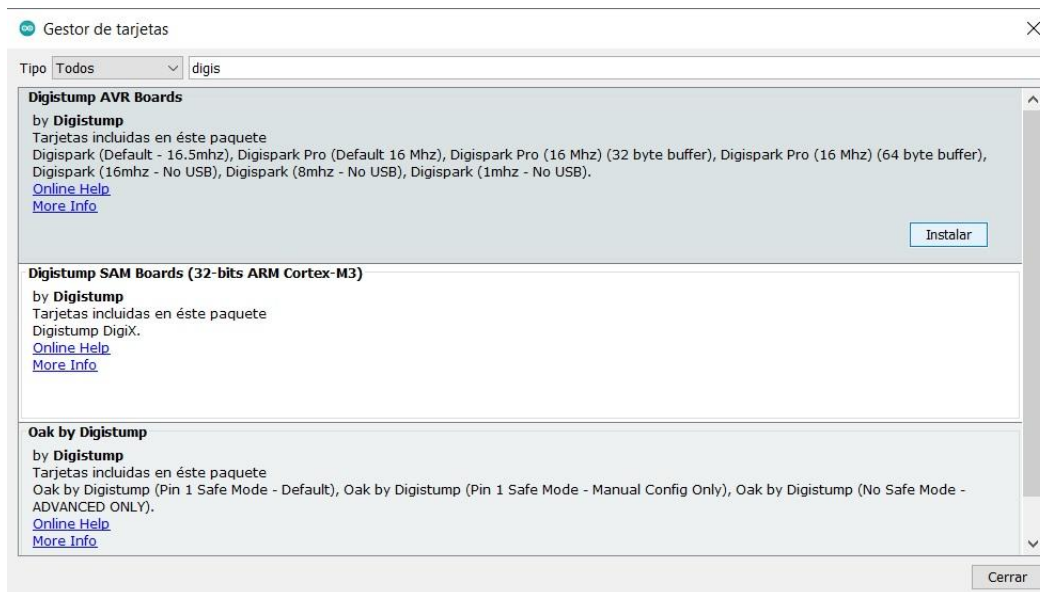 Gestor de tarjetas
Tipo Todos digis
Digistump AVR Boards
by Digistump
Tarjetas incluidas en éste paquete
Digispark (Default - 16.5mhz), Digispark Pro (Default 16 Mhz), Digispark Pro (16 Mhz) (32 byte buffer), Digispark Pro (16 Mhz) (64 byte buffer),
Digispark (16mhz - No USB), Digispark (8mhz - No USB), Digispark (1mhz - No USB).
Online Help
More Info
Instalar
Digistump SAM Boards (32-bits ARM Cortex-M3)
by Digistump
Tarjetas incluidas en éste paquete
Digistump DigiX.
Online Help
More Info
Oak by Digistump
by Digistump
Tarjetas incluidas en éste paquete
Oak by Digistump (Pin 1 Safe Mode - Default), Oak by Digistump (Pin 1 Safe Mode - Manual Config Only), Oak by Digistump (No Safe Mode -
ADVANCED ONLY).
Online Help
More Info
Cerrar